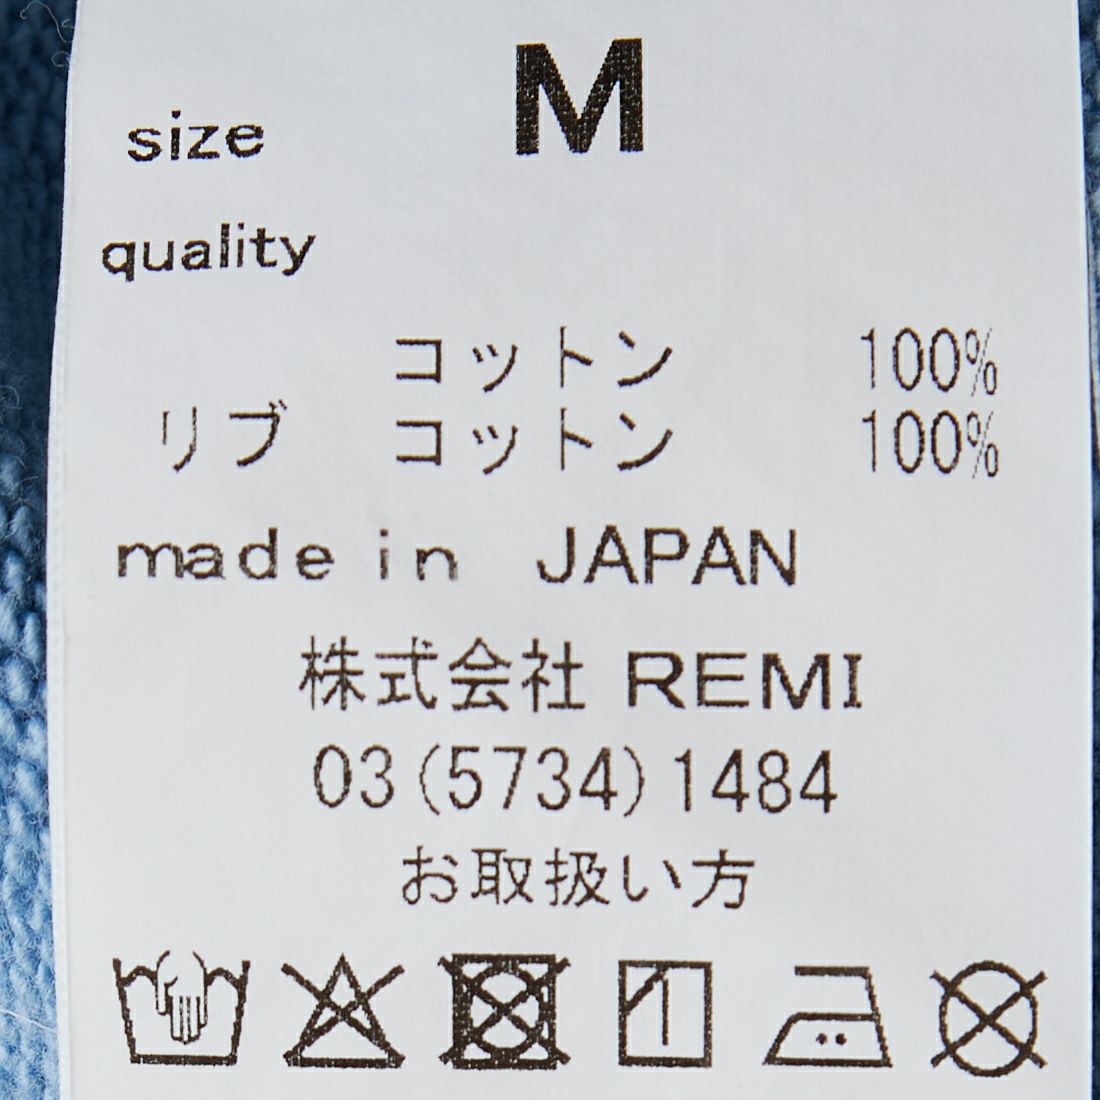 size M
quality
コットン 100%
リブ コットン 100%
made in JAPAN
株式会社 REMI
03(5734)1484
お取扱い方